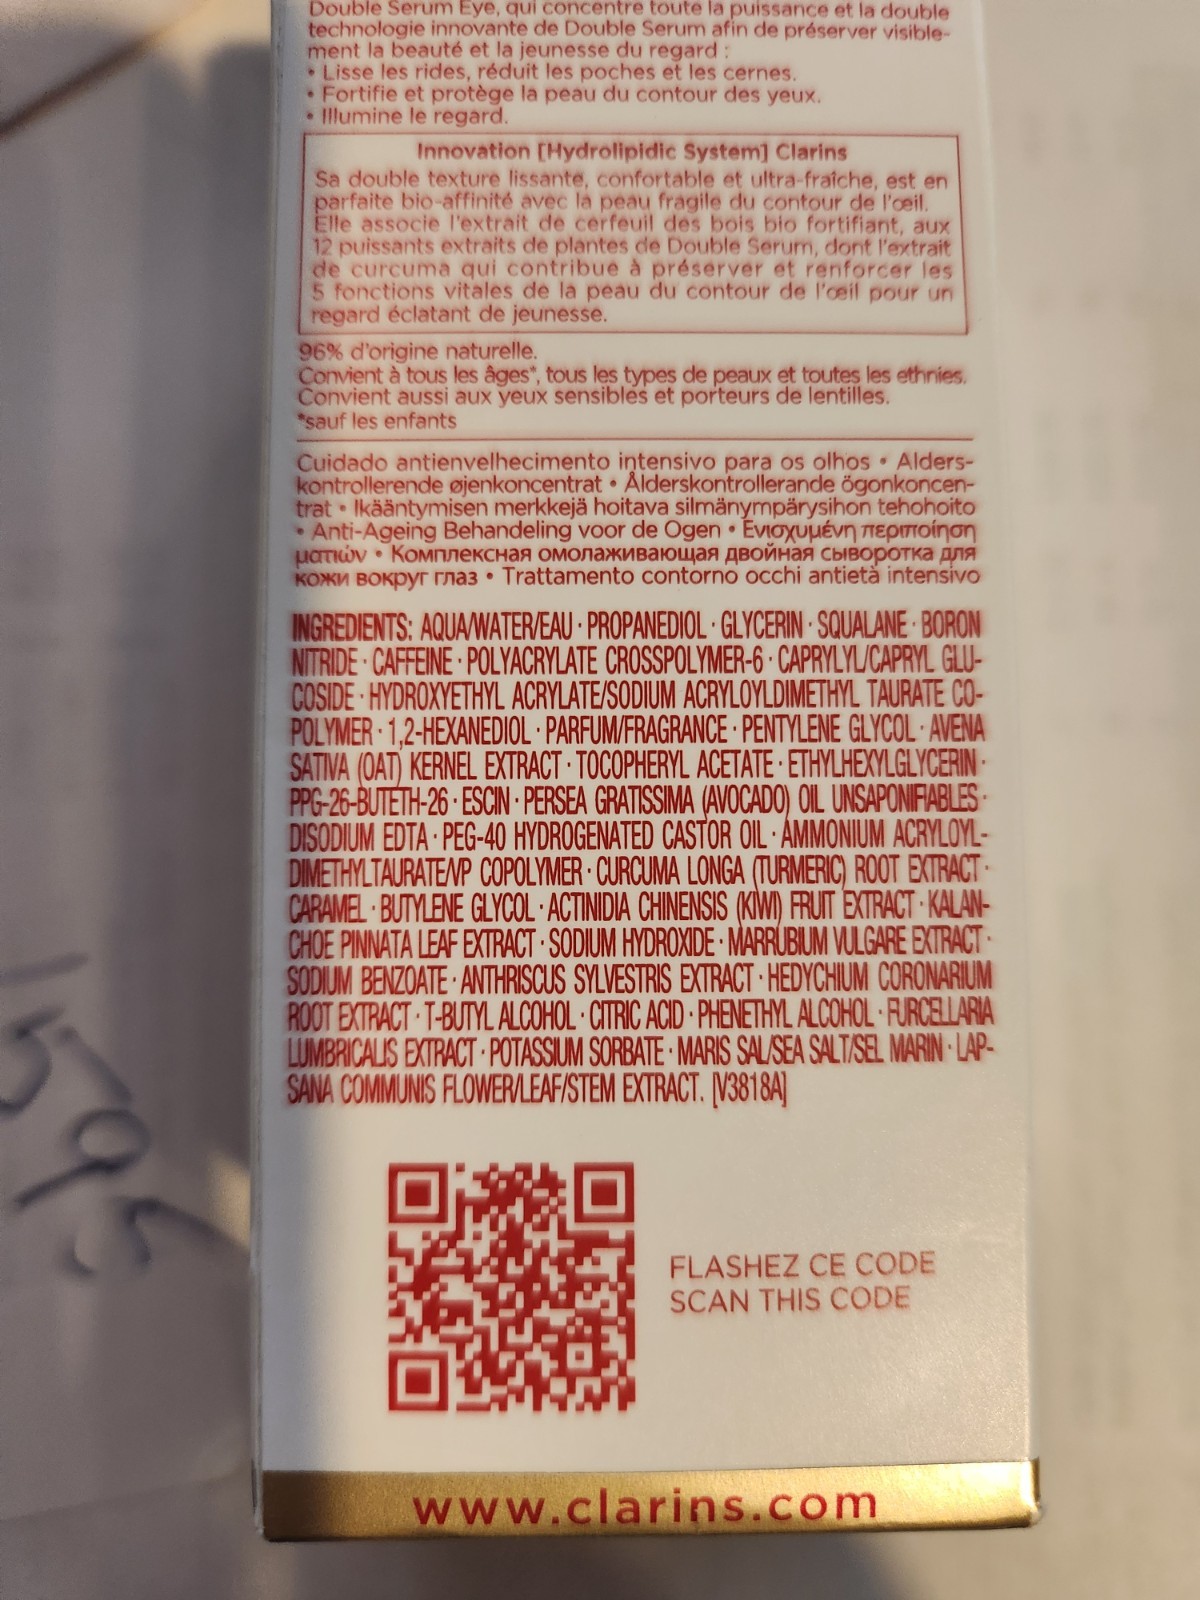 Double Serum Eye, qui concentre toute la puissance et la double
technologie innovante de Double Serum afin de préserver visible-
ment la beauté et la jeunesse du regard :
• Lisse les rides, réduit les poches et les cernes.
• Fortifie et protège la peau du contour des yeux.
• Illumine le regard.
Innovation [Hydrolipidic System] Clarins
Sa double texture lissante, confortable et ultra-fraîche, est en
parfaite bio-affinité avec la peau fragile du contour de l'œil.
Elle associe l'extrait de cerfeuil des bois bio fortifiant, aux
12 puissants extraits de plantes de Double Serum, dont l'extrait
de curcuma qui contribue à préserver et renforcer les
5 fonctions vitales de la peau du contour de l'œil pour un
regard éclatant de jeunesse.
96% d'origine naturelle.
Convient à tous les âges*, tous les types de peaux et toutes les ethnies.
Convient aussi aux yeux sensibles et porteurs de lentilles.
*sauf les enfants
Cuidado antienvelhecimento intensivo para os olhos • Alders-
kontrollerende øjenkoncentrat • Ålderskontrollerande ögonkoncen-
trat • Ikääntymisen merkkejä hoitava silmänympärysihon tehohoito
• Anti-Ageing Behandeling voor de Ogen • Ενισχυμένη περιποίηση
ματιών • Комплексная омолаживающая двойная сыворотка для
кожи вокруг глаз • Trattamento contorno occhi antietà intensivo
INGREDIENTS: AQUA/WATER/EAU · PROPANEDIOL · GLYCERIN · SQUALANE · BORON
NITRIDE · CAFFEINE · POLYACRYLATE CROSSPOLYMER-6 · CAPRYLYL/CAPRYL GLU-
COSIDE · HYDROXYETHYL ACRYLATE/SODIUM ACRYLOYLDIMETHYL TAURATE CO-
POLYMER · 1,2-HEXANEDIOL · PARFUM/FRAGRANCE · PENTYLENE GLYCOL · AVENA
SATIVA (OAT) KERNEL EXTRACT · TOCOPHERYL ACETATE · ETHYLHEXYLGLYCERIN ·
PPG-26-BUTETH-26 · ESCIN · PERSEA GRATISSIMA (AVOCADO) OIL UNSAPONIFIABLES ·
DISODIUM EDTA · PEG-40 HYDROGENATED CASTOR OIL · AMMONIUM ACRYLOYL-
DIMETHYLTAURATE/VP COPOLYMER · CURCUMA LONGA (TURMERIC) ROOT EXTRACT ·
CARAMEL · BUTYLENE GLYCOL · ACTINIDIA CHINENSIS (KIWI) FRUIT EXTRACT · KALAN-
CHOE PINNATA LEAF EXTRACT · SODIUM HYDROXIDE · MARRUBIUM VULGARE EXTRACT ·
SODIUM BENZOATE · ANTHRISCUS SYLVESTRIS EXTRACT · HEDYCHIUM CORONARIUM
ROOT EXTRACT · T-BUTYL ALCOHOL · CITRIC ACID · PHENETHYL ALCOHOL · FURCELLARIA
LUMBRICALIS EXTRACT · POTASSIUM SORBATE · MARIS SAL/SEA SALT/SEL MARIN · LAP-
SANA COMMUNIS FLOWER/LEAF/STEM EXTRACT. [V3818A]
FLASHEZ CE CODE
SCAN THIS CODE
www.clarins.com